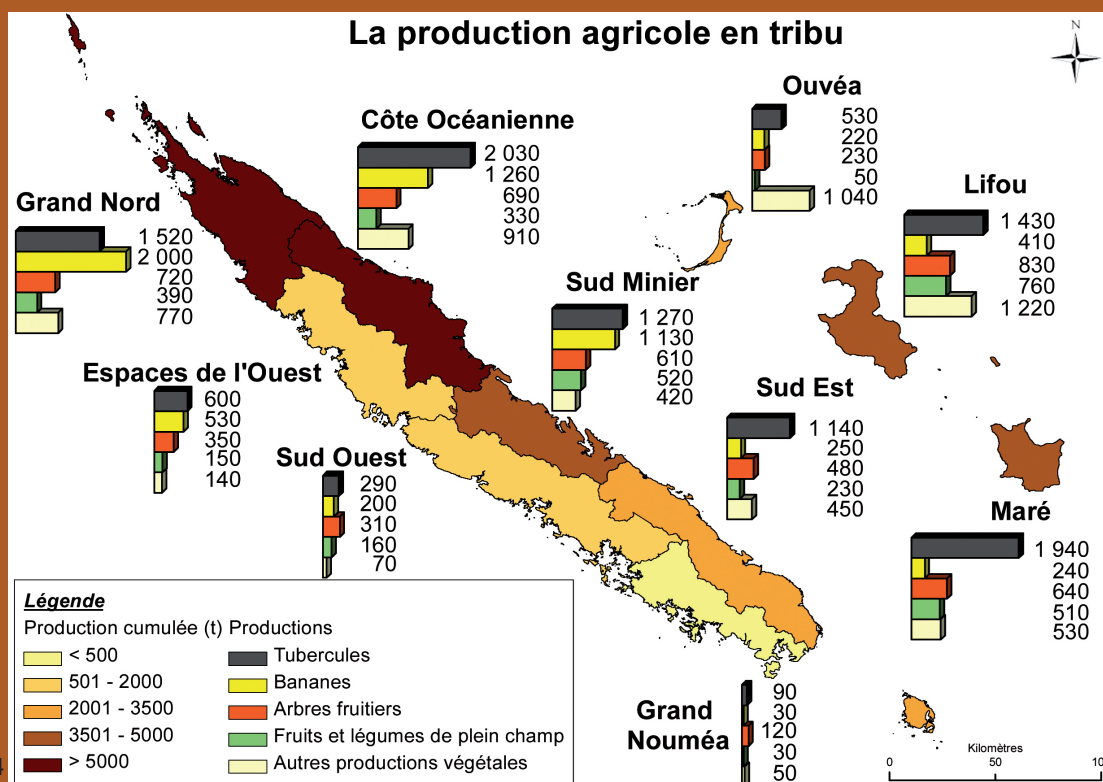 La production agricole en tribu
N
Ouvéa
530
220
230
50
1 040
Côte Océanienne
2 030
1 260
690
330
910
Lifou
1 430
410
830
760
1 220
Grand Nord
1 520
2 000
720
390
770
Sud Minier
1 270
1 130
610
520
420
Espaces de l'Ouest
600
530
350
150
140
Sud Est
1 140
250
480
230
450
Sud Ouest
290
200
310
160
70
Maré
1 940
240
640
510
530
Légende
Production cumulée (t) Productions
< 500
Tubercules
501 - 2000
Bananes
2001 - 3500
Arbres fruitiers
3501 - 5000
Fruits et légumes de plein champ
> 5000
Autres productions végétales
Grand
Nouméa
90
30
120
30
50
Kilomètres
0 50 10
4